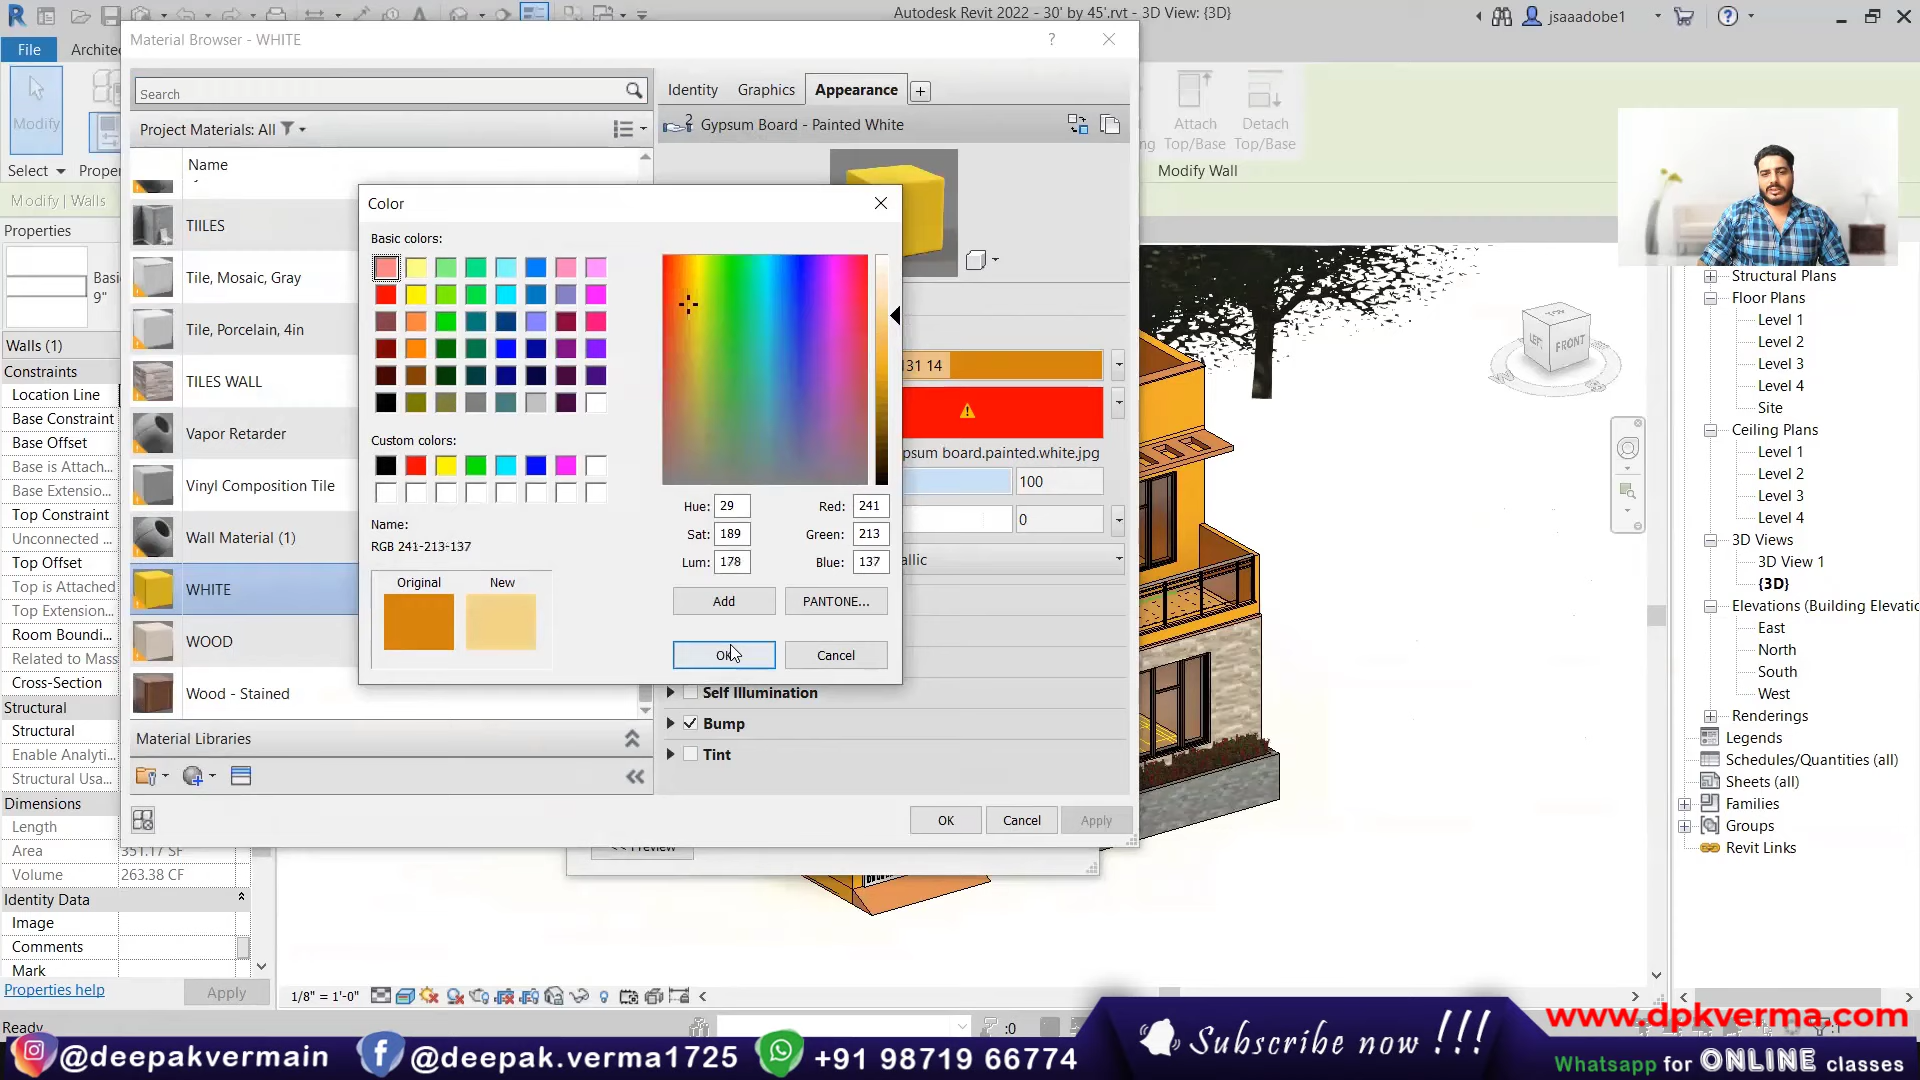 Autodesk Revit 2022 - 30' by 45'.rvt - 3D View: {3D}
jsaaadobe1
File
Material Browser - WHITE
Modify
Select
Modify | Walls
Properties
9"
Walls (1)
Constraints
Location Line
Base Constraint
Base Offset
Base is Attach...
Base Extensio...
Top Constraint
Unconnected
Top Offset
Top is Attached
Top Extension...
Room Boundi...
Related to Mass
Cross-Section
Structural
Structural
Enable Analyti...
Structural Usa...
Dimensions
Length
Area 351.17 SF
Volume 263.38 CF
Identity Data
Image
Comments
Mark
Properties help
Apply
Ready
Search
Project Materials: All
Name
TIILES
Tile, Mosaic, Gray
Tile, Porcelain, 4in
TILES WALL
Vapor Retarder
Vinyl Composition Tile
Wall Material (1)
WHITE
WOOD
Wood - Stained
Material Libraries
Identity
Graphics
Appearance
2
Gypsum Board - Painted White
131 14
psum board.painted.white.jpg
100
0
allic
Self Illumination
Bump
Tint
OK
Cancel
Apply
Color
Basic colors:
Custom colors:
Name:
RGB 241-213-137
Original
New
Hue: 29
Red: 241
Sat: 189
Green: 213
Lum: 178
Blue: 137
Add
PANTONE...
OK
Cancel
<< Preview
Attach
Top/Base
Detach
Top/Base
Modify Wall
TOP
LEFT
FRONT
Structural Plans
Floor Plans
Level 1
Level 2
Level 3
Level 4
Site
Ceiling Plans
Level 1
Level 2
Level 3
Level 4
3D Views
3D View 1
{3D}
Elevations (Building Elevatio
East
North
South
West
Renderings
Legends
Schedules/Quantities (all)
Sheets (all)
Families
Groups
Revit Links
1/8" = 1'-0"
:0
@deepakvermain
@deepak.verma1725
+91 98719 66774
Subscribe now !!!
www.dpkverma.com
Whatsapp for ONLINE classes